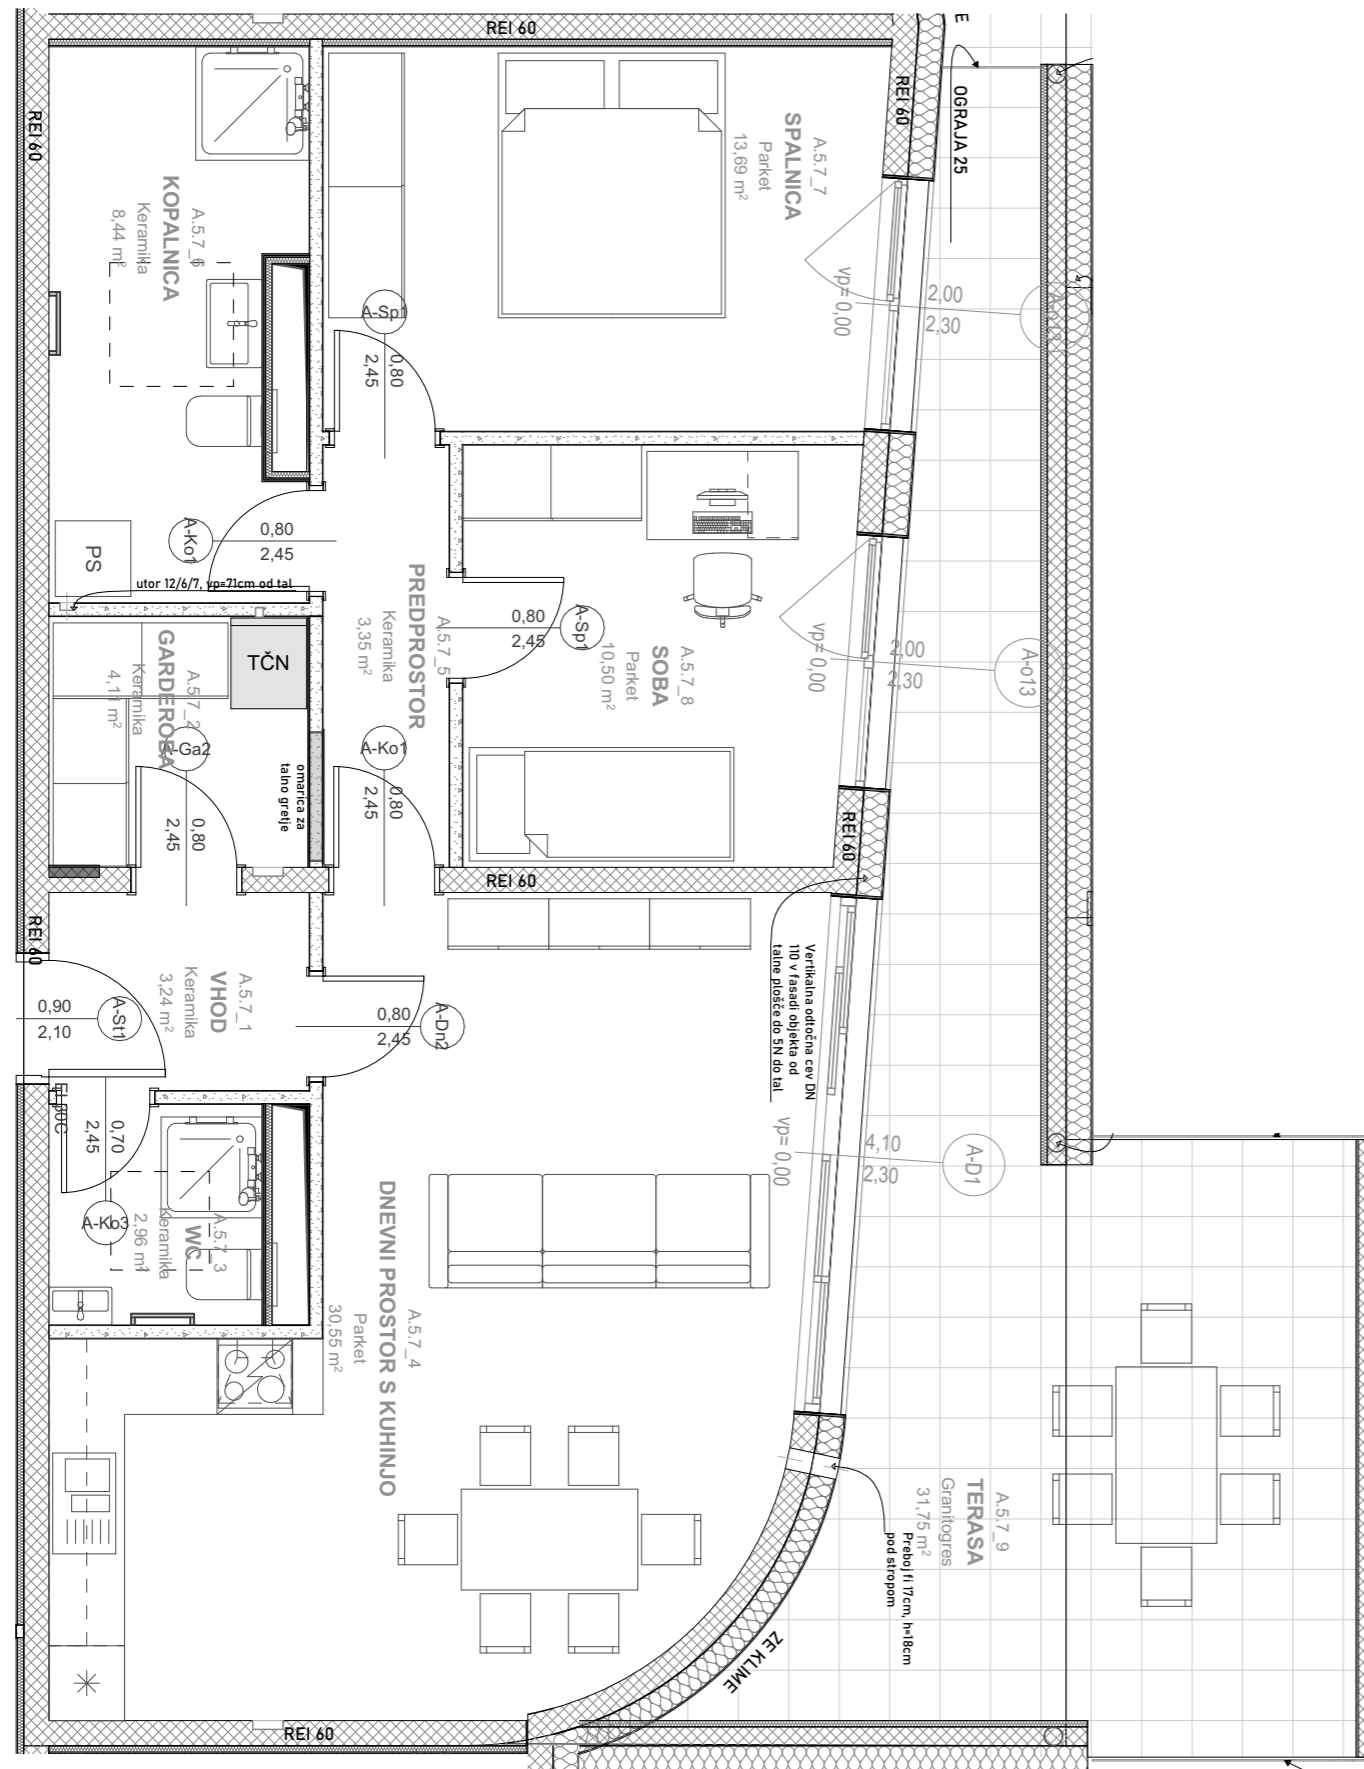 REI 60
REI 60
REI 60
OGRAJA 25
A.5.7_7
SPALNICA
Parket
13,69 m²
A.5.7_6
KOPALNICA
Keramika
8,44 m²
vp= 0,00
2,00
2,30
A-Sp1
0,80
2,45
A-Ko1
0,80
2,45
PS
utor 12/6/7, vp=71cm od tal
A.5.7_5
PREDPROSTOR
Keramika
3,35 m²
0,80
2,45
A-Sp1
A.5.7_8
SOBA
Parket
10,50 m²
vp= 0,00
2,00
2,30
A-o13
TČN
A.5.7_2
GARDEROBA
Keramika
4,11 m²
A-Ga2
0,80
2,45
omarica za
talno gretje
A-Ko1
0,80
2,45
REI 60
REI 60
REI 60
Vertikalna odtočna cev DN
110 v fasadi objekta od
talne plošče do 5N do tal
A.5.7_1
VHOD
Keramika
3,24 m²
0,90
2,10
A-St1
0,80
2,45
A-Dn2
vp= 0,00
4,10
2,30
A-D1
0,70
2,45
A-Kb3
A.5.7_3
WC
Keramika
2,96 m²
A.5.7_4
DNEVNI PROSTOR S KUHINJO
Parket
30,55 m²
A.5.7_9
TERASA
Granitogres
31,75 m²
Preboj fi 17cm, h=18cm
pod stropom
ZE KLIME
REI 60